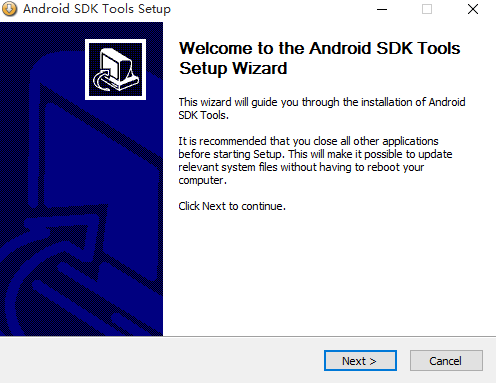 Android SDK Tools Setup
Welcome to the Android SDK Tools
Setup Wizard
This wizard will guide you through the installation of Android
SDK Tools.
It is recommended that you close all other applications
before starting Setup. This will make it possible to update
relevant system files without having to reboot your
computer.
Click Next to continue.
Next >
Cancel